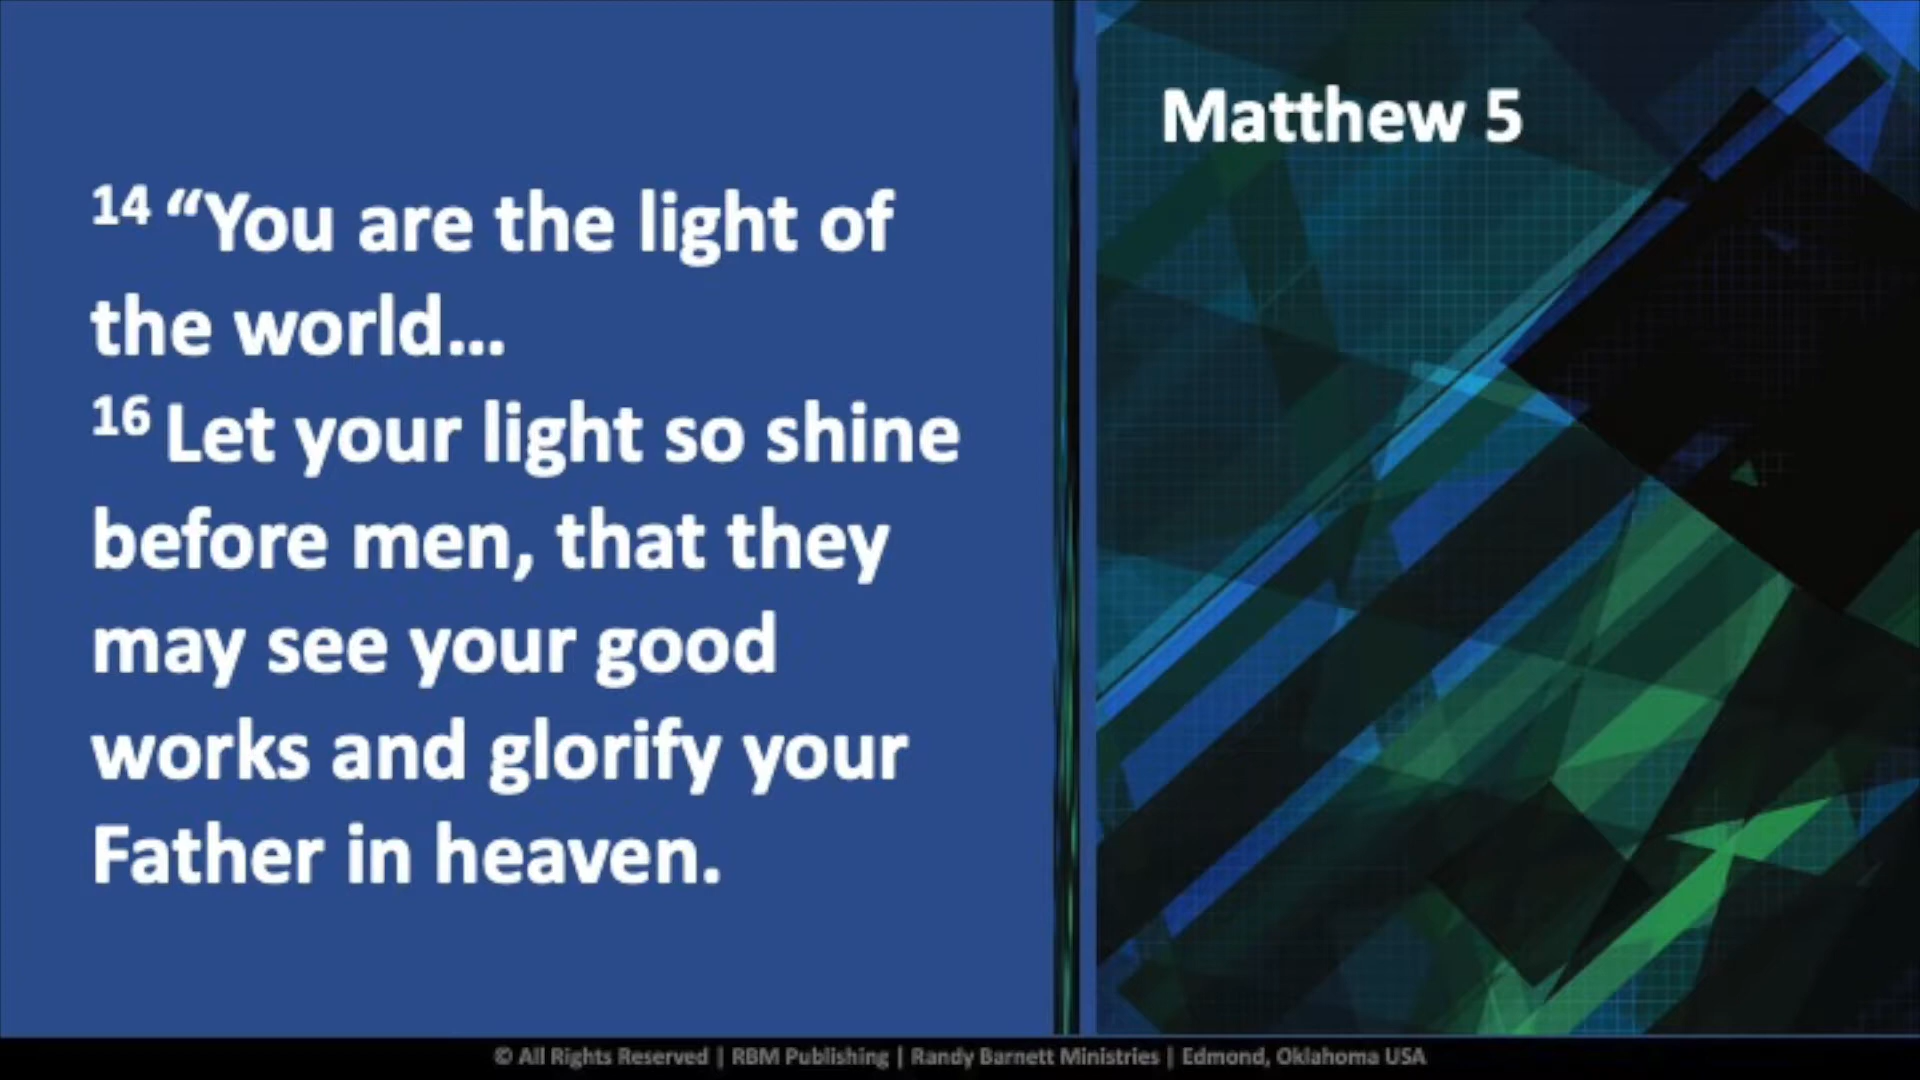 Matthew 5
14 “You are the light of
the world...
16 Let your light so shine
before men, that they
may see your good
works and glorify your
Father in heaven.
© All Rights Reserved | RBM Publishing | Randy Barnett Ministries | Edmond, Oklahoma USA